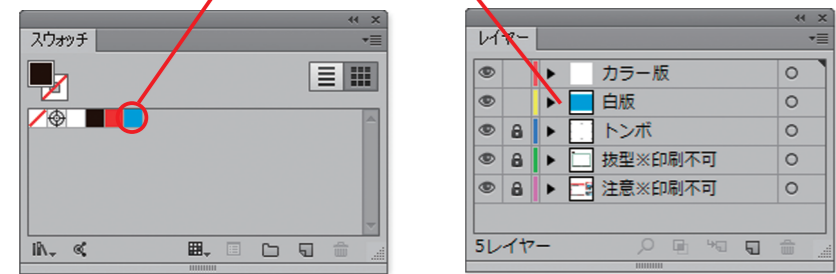 スウォッチ
レイヤー
カラー版
白版
トンボ
抜型※印刷不可
注意※印刷不可
5レイヤー